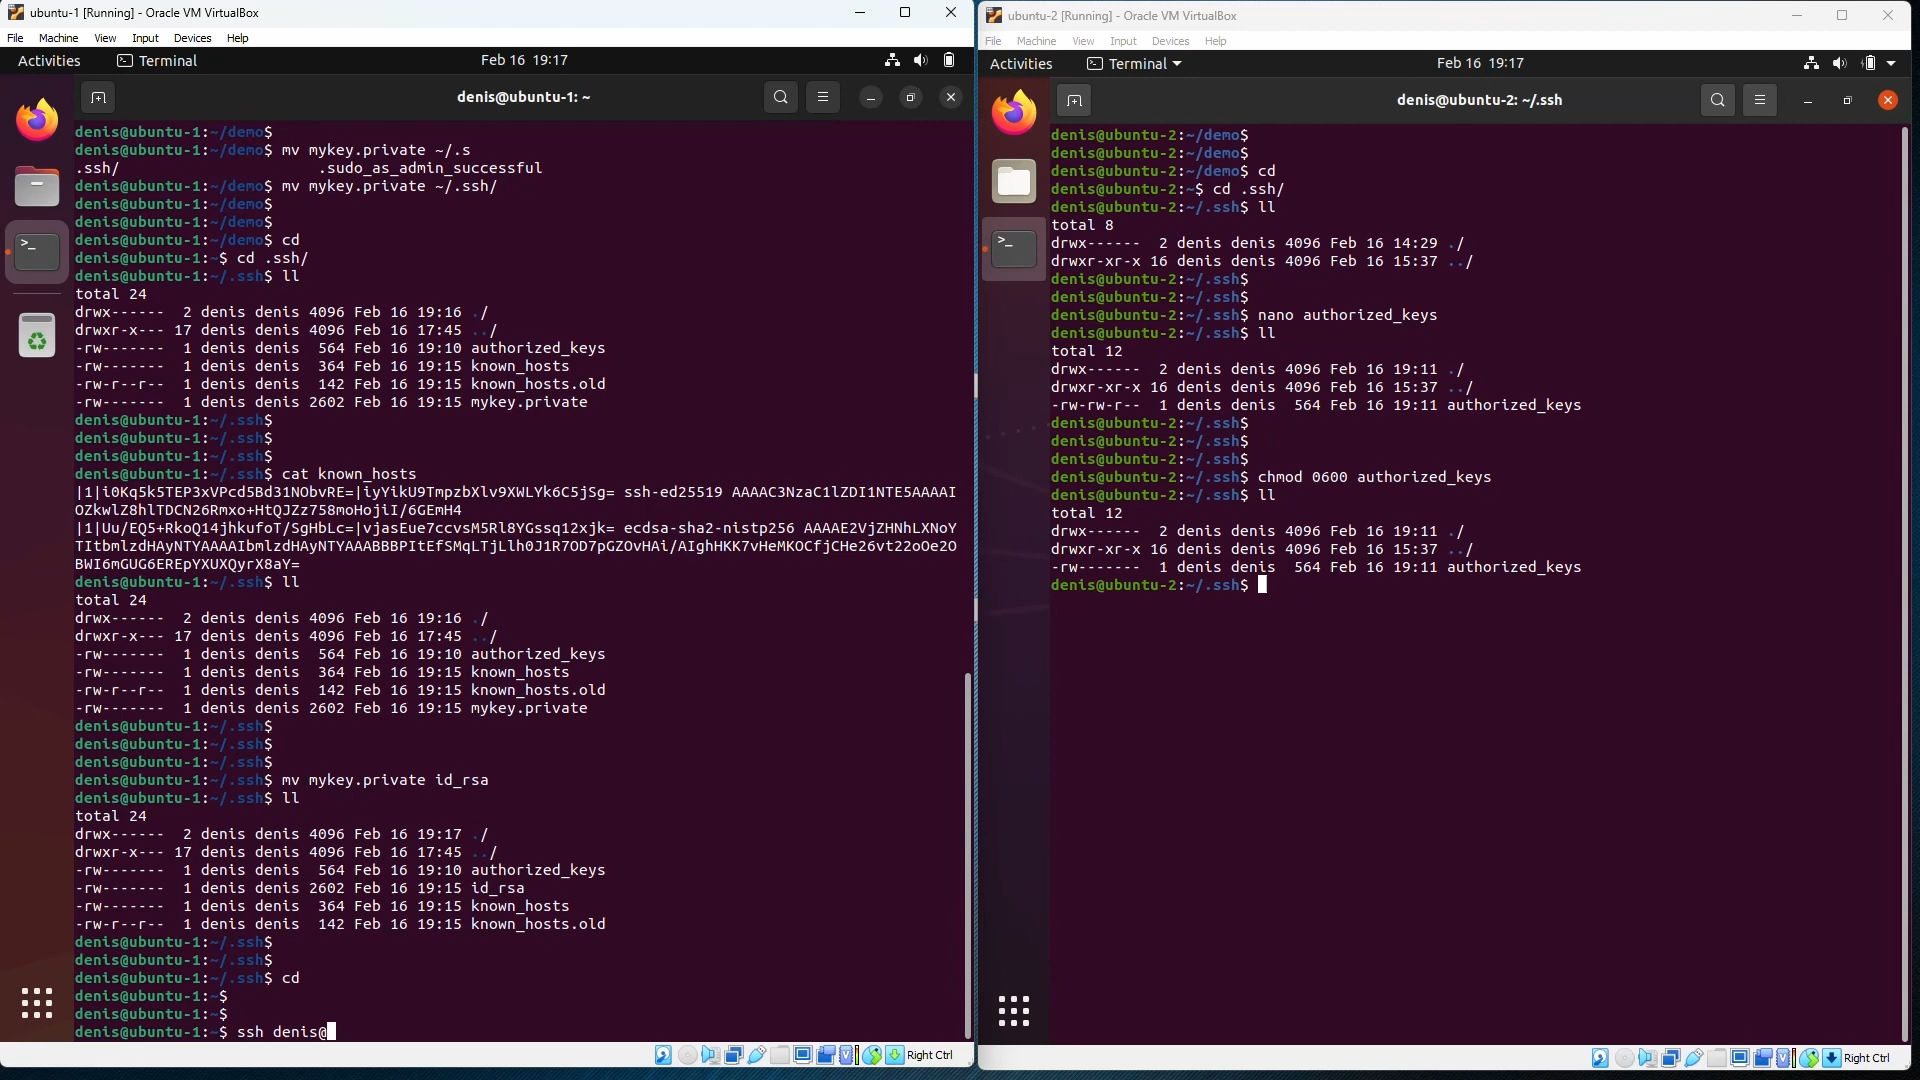 ubuntu-1 [Running] - Oracle VM VirtualBox
File Machine View Input Devices Help
Activities Terminal Feb 16 19:17
denis@ubuntu-1: ~
denis@ubuntu-1:~/demo$
denis@ubuntu-1:~/demo$ mv mykey.private ~/.s
.ssh/ .sudo_as_admin_successful
denis@ubuntu-1:~/demo$ mv mykey.private ~/.ssh/
denis@ubuntu-1:~/demo$
denis@ubuntu-1:~/demo$
denis@ubuntu-1:~/demo$ cd
denis@ubuntu-1:~$ cd .ssh/
denis@ubuntu-1:~/.ssh$ ll
total 24
drwx------ 2 denis denis 4096 Feb 16 19:16 ./
drwxr-x--- 17 denis denis 4096 Feb 16 17:45 ../
-rw------- 1 denis denis 564 Feb 16 19:10 authorized_keys
-rw------- 1 denis denis 364 Feb 16 19:15 known_hosts
-rw-r--r-- 1 denis denis 142 Feb 16 19:15 known_hosts.old
-rw------- 1 denis denis 2602 Feb 16 19:15 mykey.private
denis@ubuntu-1:~/.ssh$
denis@ubuntu-1:~/.ssh$
denis@ubuntu-1:~/.ssh$
denis@ubuntu-1:~/.ssh$ cat known_hosts
|1|i0Kq5k5TEP3xVPcd5Bd31NObvRE=|iyYikU9TmpzbXlv9XWLYk6C5jSg= ssh-ed25519 AAAAC3NzaC1lZDI1NTE5AAAAI
OZkwlZ8hlTDCN26Rmxo+HtQJZz758moHojiI/6GEmH4
|1|Uu/EQ5+RkoQ14jhkufoT/SgHbLc=|vjasEue7ccvsM5Rl8YGssq12xjk= ecdsa-sha2-nistp256 AAAAE2VjZHNhLXNoY
TItbmlzdHAyNTYAAAAIbmlzdHAyNTYAAABBBPItEfSMqLTjLlh0J1R7OD7pGZOvHAi/AIghHKK7vHeMKOCfjCHe26vt22oOe2O
BWI6mGUG6EREpYXUXQyrX8aY=
denis@ubuntu-1:~/.ssh$ ll
total 24
drwx------ 2 denis denis 4096 Feb 16 19:16 ./
drwxr-x--- 17 denis denis 4096 Feb 16 17:45 ../
-rw------- 1 denis denis 564 Feb 16 19:10 authorized_keys
-rw------- 1 denis denis 364 Feb 16 19:15 known_hosts
-rw-r--r-- 1 denis denis 142 Feb 16 19:15 known_hosts.old
-rw------- 1 denis denis 2602 Feb 16 19:15 mykey.private
denis@ubuntu-1:~/.ssh$
denis@ubuntu-1:~/.ssh$
denis@ubuntu-1:~/.ssh$
denis@ubuntu-1:~/.ssh$ mv mykey.private id_rsa
denis@ubuntu-1:~/.ssh$ ll
total 24
drwx------ 2 denis denis 4096 Feb 16 19:17 ./
drwxr-x--- 17 denis denis 4096 Feb 16 17:45 ../
-rw------- 1 denis denis 564 Feb 16 19:10 authorized_keys
-rw------- 1 denis denis 2602 Feb 16 19:15 id_rsa
-rw------- 1 denis denis 364 Feb 16 19:15 known_hosts
-rw-r--r-- 1 denis denis 142 Feb 16 19:15 known_hosts.old
denis@ubuntu-1:~/.ssh$
denis@ubuntu-1:~/.ssh$
denis@ubuntu-1:~/.ssh$ cd
denis@ubuntu-1:~$
denis@ubuntu-1:~$
denis@ubuntu-1:~$ ssh denis@
Right Ctrl
ubuntu-2 [Running] - Oracle VM VirtualBox
File Machine View Input Devices Help
Activities Terminal Feb 16 19:17
denis@ubuntu-2: ~/.ssh
denis@ubuntu-2:~/demo$
denis@ubuntu-2:~/demo$
denis@ubuntu-2:~/demo$ cd
denis@ubuntu-2:~$ cd .ssh/
denis@ubuntu-2:~/.ssh$ ll
total 8
drwx------ 2 denis denis 4096 Feb 16 14:29 ./
drwxr-xr-x 16 denis denis 4096 Feb 16 15:37 ../
denis@ubuntu-2:~/.ssh$
denis@ubuntu-2:~/.ssh$
denis@ubuntu-2:~/.ssh$ nano authorized_keys
denis@ubuntu-2:~/.ssh$ ll
total 12
drwx------ 2 denis denis 4096 Feb 16 19:11 ./
drwxr-xr-x 16 denis denis 4096 Feb 16 15:37 ../
-rw-rw-r-- 1 denis denis 564 Feb 16 19:11 authorized_keys
denis@ubuntu-2:~/.ssh$
denis@ubuntu-2:~/.ssh$
denis@ubuntu-2:~/.ssh$
denis@ubuntu-2:~/.ssh$ chmod 0600 authorized_keys
denis@ubuntu-2:~/.ssh$ ll
total 12
drwx------ 2 denis denis 4096 Feb 16 19:11 ./
drwxr-xr-x 16 denis denis 4096 Feb 16 15:37 ../
-rw------- 1 denis denis 564 Feb 16 19:11 authorized_keys
denis@ubuntu-2:~/.ssh$
Right Ctrl